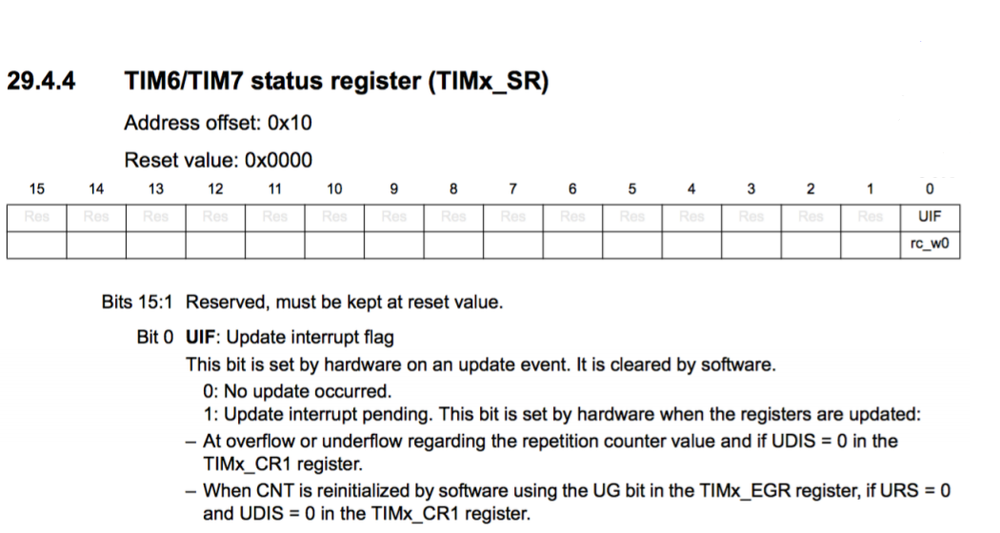 29.4.4 TIM6/TIM7 status register (TIMx_SR)
Address offset: 0x10
Reset value: 0x0000
15 14 13 12 11 10 9 8 7 6 5 4 3 2 1 0
Res Res Res Res Res Res Res Res Res Res Res Res Res Res Res UIF
rc_w0
Bits 15:1 Reserved, must be kept at reset value.
Bit 0 UIF: Update interrupt flag
This bit is set by hardware on an update event. It is cleared by software.
0: No update occurred.
1: Update interrupt pending. This bit is set by hardware when the registers are updated:
– At overflow or underflow regarding the repetition counter value and if UDIS = 0 in the
TIMx_CR1 register.
– When CNT is reinitialized by software using the UG bit in the TIMx_EGR register, if URS = 0
and UDIS = 0 in the TIMx_CR1 register.